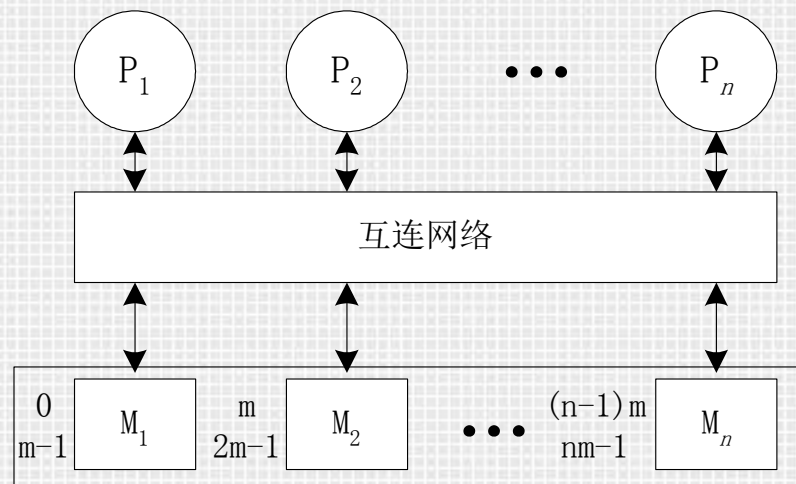 P₁ P₂ ••• Pₙ
互连网络
0 m (n-1)m
M₁ M₂ ••• Mₙ
m-1 2m-1 nm-1